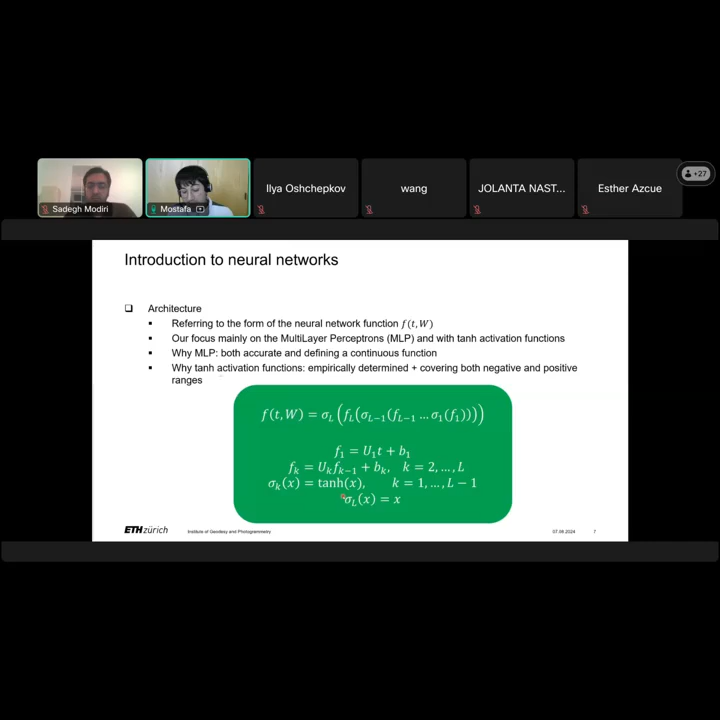 Ilya Oshchepkov
wang
JOLANTA NAST...
Esther Azcue
+27
Sadegh Modiri
Mostafa
Introduction to neural networks
❑ Architecture
▪ Referring to the form of the neural network function f(t, W)
▪ Our focus mainly on the MultiLayer Perceptrons (MLP) and with tanh activation functions
▪ Why MLP: both accurate and defining a continuous function
▪ Why tanh activation functions: empirically determined + covering both negative and positive
ranges
f(t, W) = σ_L (f_L(σ_{L−1}(f_{L−1} … σ_1(f_1))))
f_1 = U_1t + b_1
f_k = U_kf_{k−1} + b_k, k = 2, …, L
σ_k(x) = tanh(x), k = 1, …, L − 1
σ_L(x) = x
ETH zürich Institute of Geodesy and Photogrammetry 07.06.2024 7